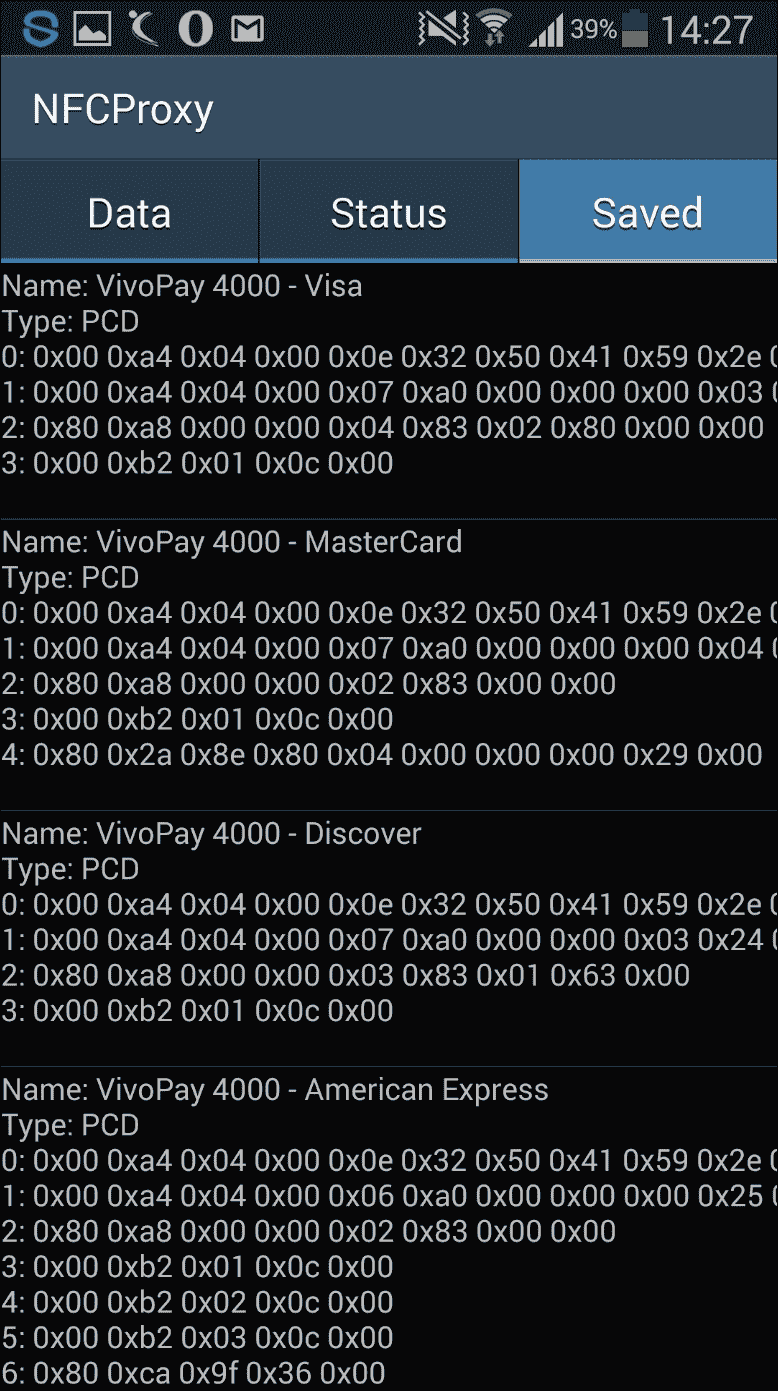 39% 14:27
NFCProxy
Data Status Saved
Name: VivoPay 4000 - Visa
Type: PCD
0: 0x00 0xa4 0x04 0x00 0x0e 0x32 0x50 0x41 0x59 0x2e
1: 0x00 0xa4 0x04 0x00 0x07 0xa0 0x00 0x00 0x00 0x03
2: 0x80 0xa8 0x00 0x00 0x04 0x83 0x02 0x80 0x00 0x00
3: 0x00 0xb2 0x01 0x0c 0x00
Name: VivoPay 4000 - MasterCard
Type: PCD
0: 0x00 0xa4 0x04 0x00 0x0e 0x32 0x50 0x41 0x59 0x2e
1: 0x00 0xa4 0x04 0x00 0x07 0xa0 0x00 0x00 0x00 0x04
2: 0x80 0xa8 0x00 0x00 0x02 0x83 0x00 0x00
3: 0x00 0xb2 0x01 0x0c 0x00
4: 0x80 0x2a 0x8e 0x80 0x04 0x00 0x00 0x00 0x29 0x00
Name: VivoPay 4000 - Discover
Type: PCD
0: 0x00 0xa4 0x04 0x00 0x0e 0x32 0x50 0x41 0x59 0x2e
1: 0x00 0xa4 0x04 0x00 0x07 0xa0 0x00 0x00 0x03 0x24
2: 0x80 0xa8 0x00 0x00 0x03 0x83 0x01 0x63 0x00
3: 0x00 0xb2 0x01 0x0c 0x00
Name: VivoPay 4000 - American Express
Type: PCD
0: 0x00 0xa4 0x04 0x00 0x0e 0x32 0x50 0x41 0x59 0x2e
1: 0x00 0xa4 0x04 0x00 0x06 0xa0 0x00 0x00 0x00 0x25
2: 0x80 0xa8 0x00 0x00 0x02 0x83 0x00 0x00
3: 0x00 0xb2 0x01 0x0c 0x00
4: 0x00 0xb2 0x02 0x0c 0x00
5: 0x00 0xb2 0x03 0x0c 0x00
6: 0x80 0xca 0x9f 0x36 0x00